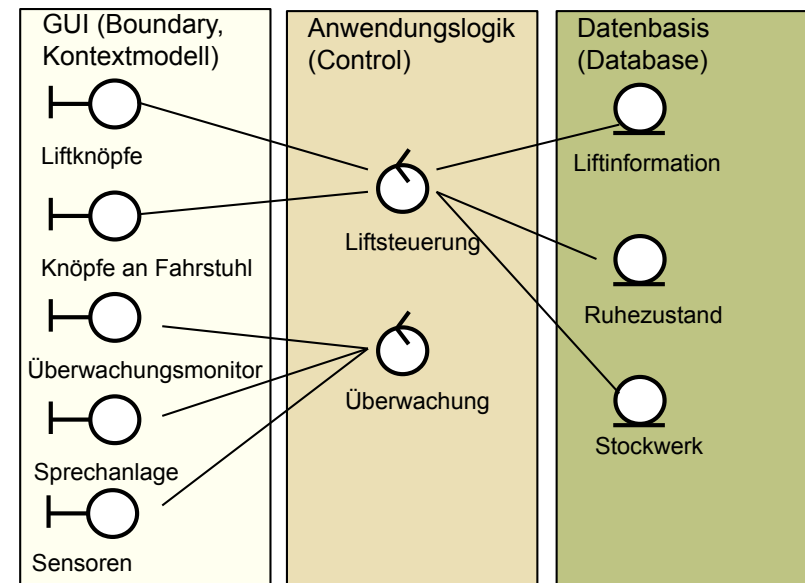 GUI (Boundary,
Kontextmodell)
Liftknöpfe
Knöpfe an Fahrstuhl
Überwachungsmonitor
Sprechanlage
Sensoren
Anwendungslogik
(Control)
Liftsteuerung
Überwachung
Datenbasis
(Database)
Liftinformation
Ruhezustand
Stockwerk